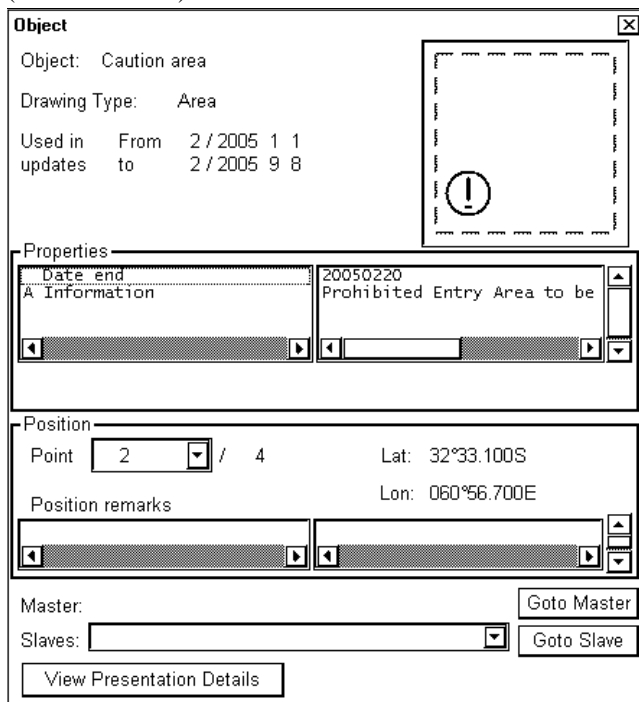 Object
Object: Caution area
Drawing Type: Area
Used in From 2 / 2005 1 1
updates to 2 / 2005 9 8
Properties
Date end 20050220
A Information Prohibited Entry Area to be
Position
Point 2 / 4 Lat: 32°33.100S
Lon: 060°56.700E
Position remarks
Master: Goto Master
Slaves: Goto Slave
View Presentation Details